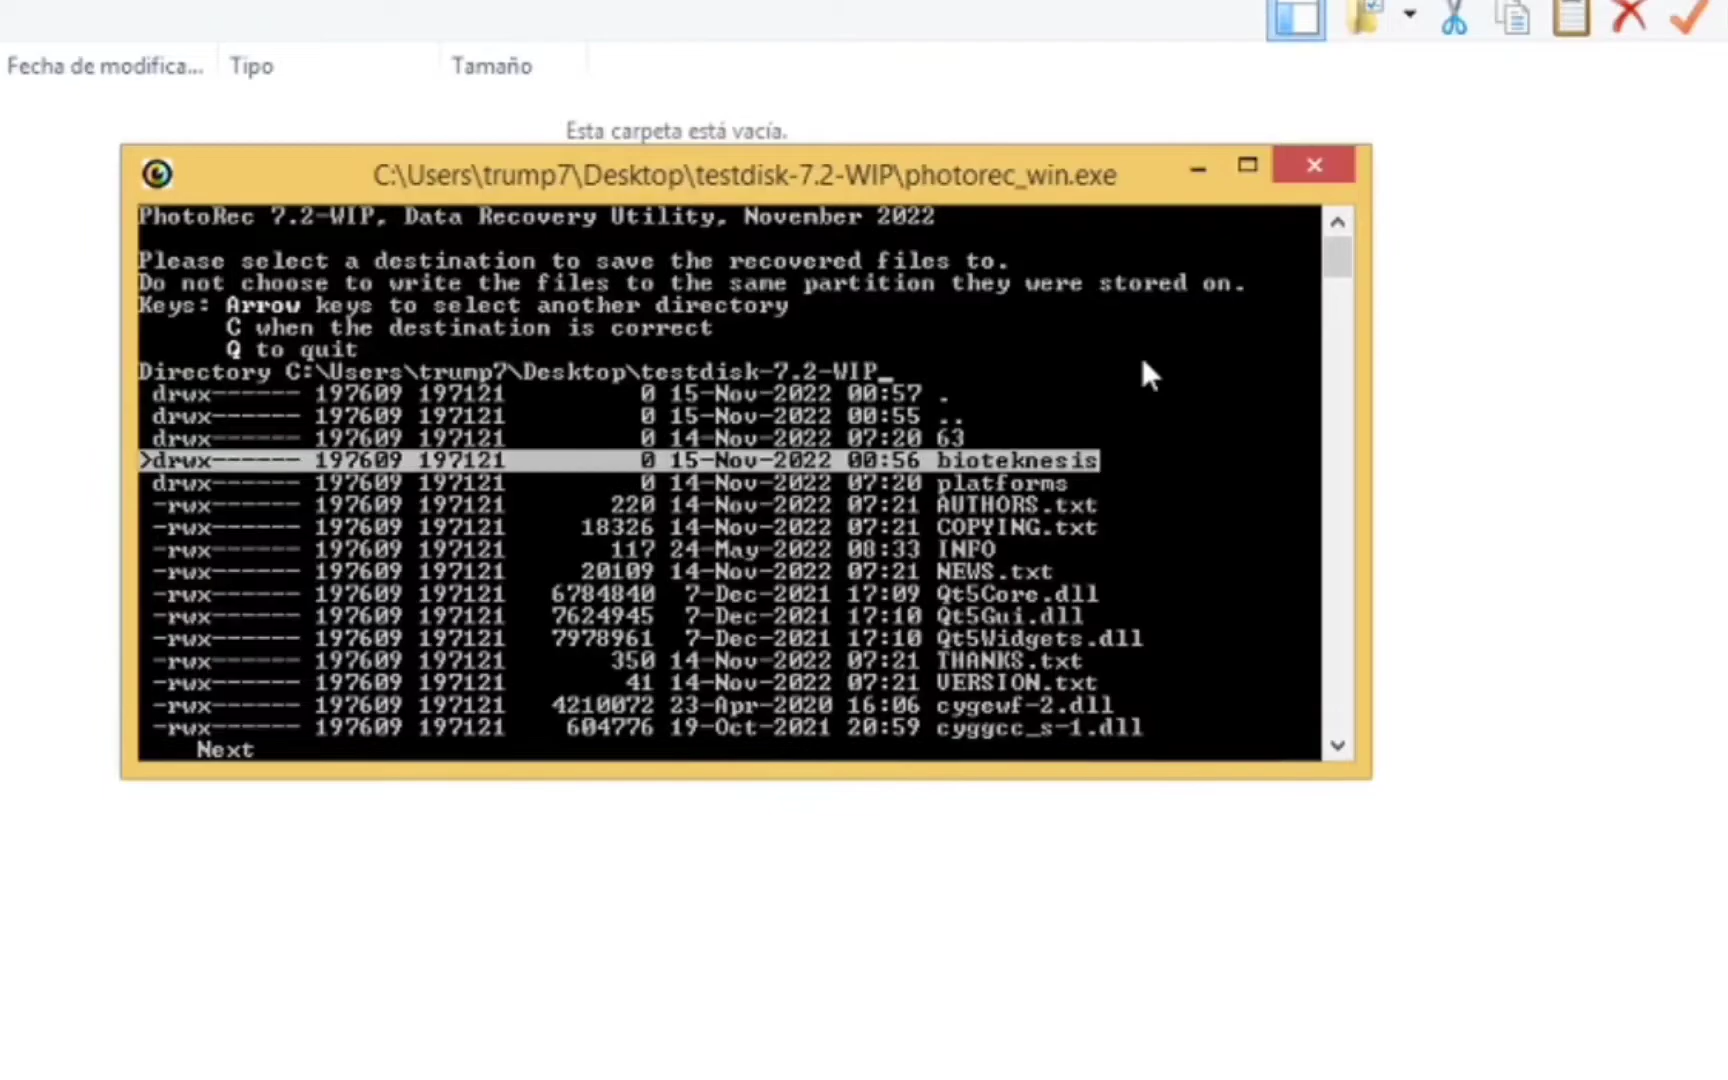 Fecha de modifica... Tipo Tamaño
Esta carpeta está vacía.
C:\Users\trump7\Desktop\testdisk-7.2-WIP\photorec_win.exe
PhotoRec 7.2-WIP, Data Recovery Utility, November 2022
Please select a destination to save the recovered files to.
Do not choose to write the files to the same partition they were stored on.
Keys: Arrow keys to select another directory
C when the destination is correct
Q to quit
Directory C:\Users\trump7\Desktop\testdisk-7.2-WIP_
drwx------ 197609 197121 0 15-Nov-2022 00:57 .
drwx------ 197609 197121 0 15-Nov-2022 00:55 ..
drwx------ 197609 197121 0 14-Nov-2022 07:20 63
>drwx------ 197609 197121 0 15-Nov-2022 00:56 bioteknesis
drwx------ 197609 197121 0 14-Nov-2022 07:20 platforms
-rwx------ 197609 197121 220 14-Nov-2022 07:21 AUTHORS.txt
-rwx------ 197609 197121 18326 14-Nov-2022 07:21 COPYING.txt
-rwx------ 197609 197121 117 24-May-2022 08:33 INFO
-rwx------ 197609 197121 20109 14-Nov-2022 07:21 NEWS.txt
-rwx------ 197609 197121 6784840 7-Dec-2021 17:09 Qt5Core.dll
-rwx------ 197609 197121 7624945 7-Dec-2021 17:10 Qt5Gui.dll
-rwx------ 197609 197121 7978961 7-Dec-2021 17:10 Qt5Widgets.dll
-rwx------ 197609 197121 350 14-Nov-2022 07:21 THANKS.txt
-rwx------ 197609 197121 41 14-Nov-2022 07:21 VERSION.txt
-rwx------ 197609 197121 4210072 23-Apr-2020 16:06 cygewf-2.dll
-rwx------ 197609 197121 604776 19-Oct-2021 20:59 cyggcc_s-1.dll
Next